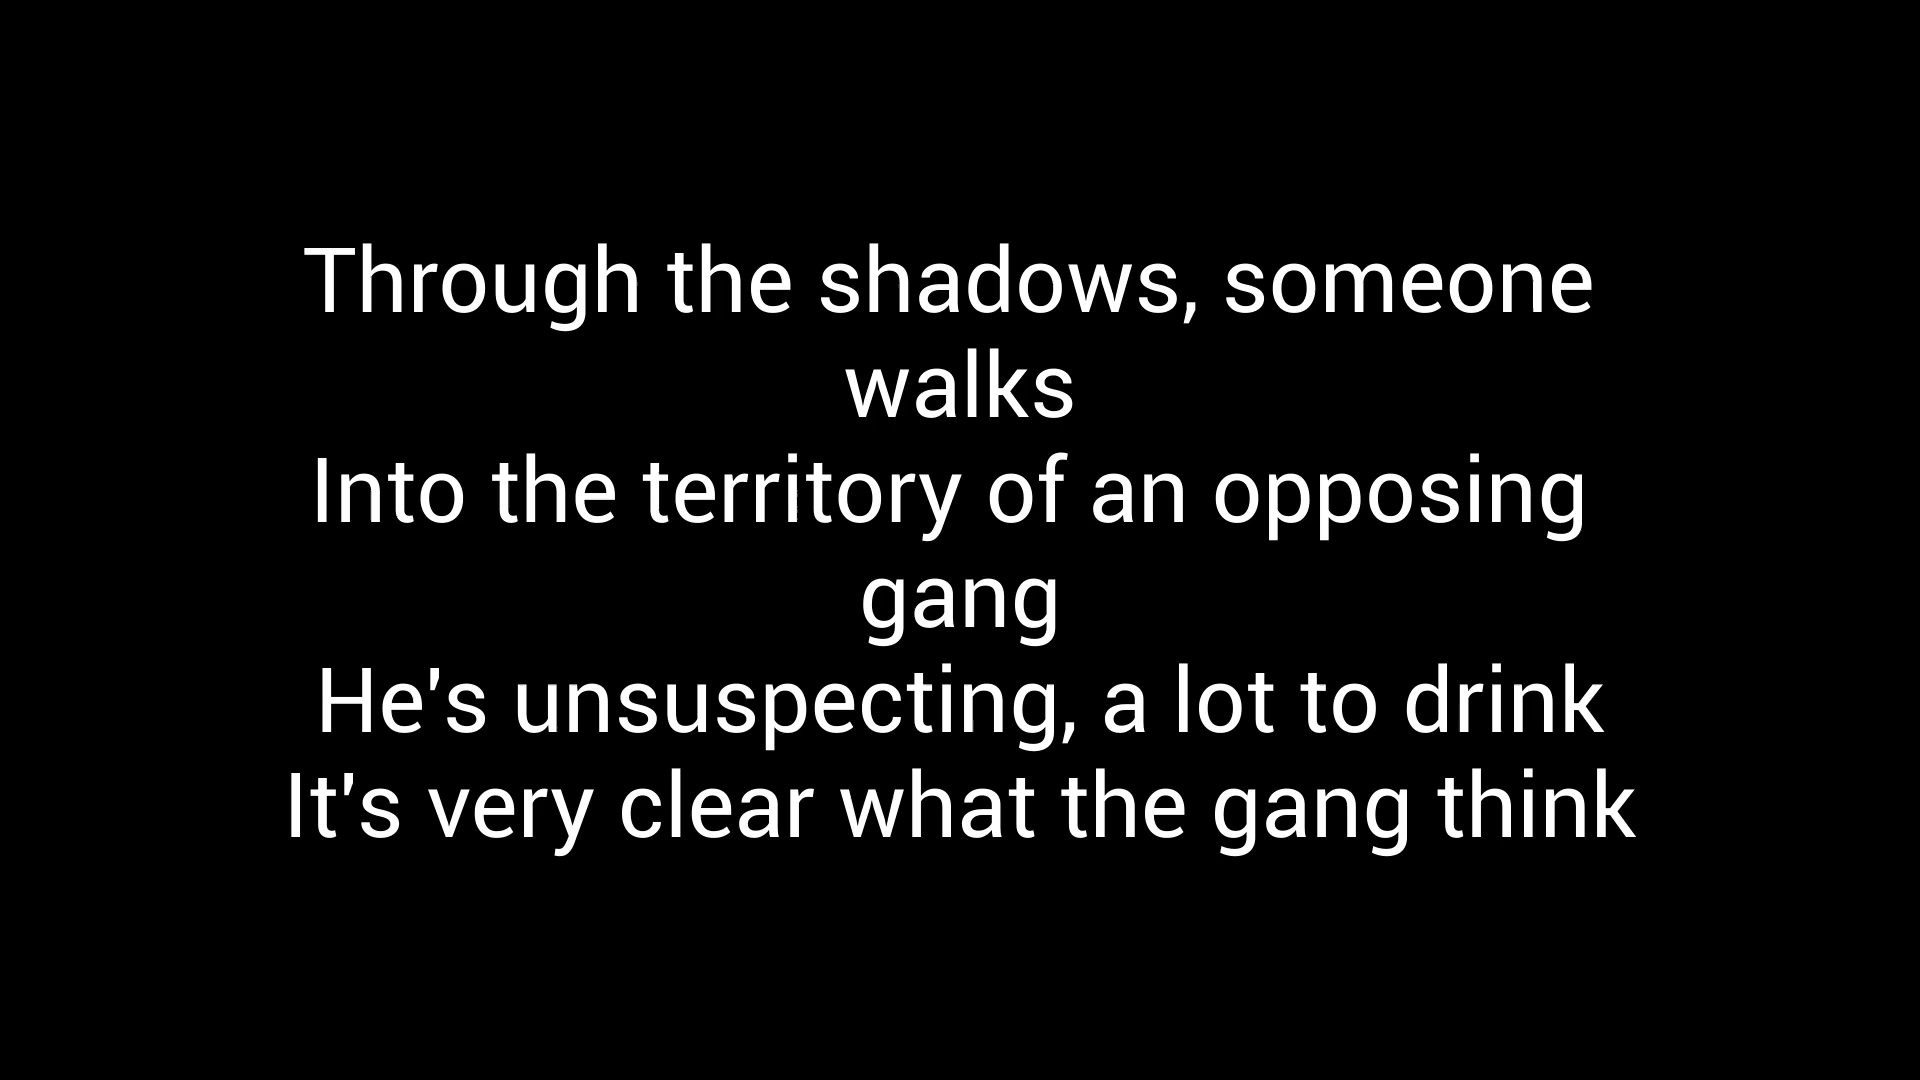 Through the shadows, someone
walks
Into the territory of an opposing
gang
He's unsuspecting, a lot to drink
It's very clear what the gang think